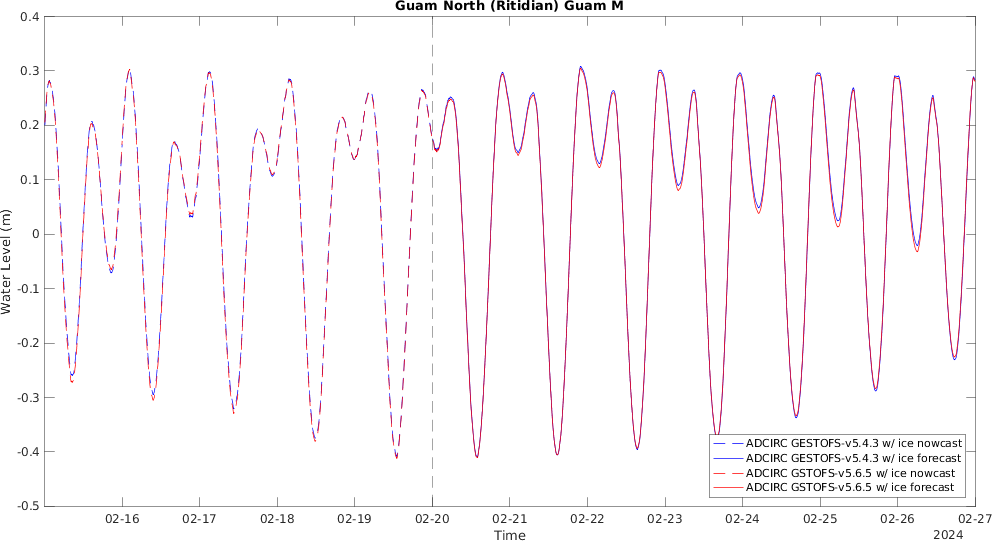 Guam North (Ritidian) Guam M
0.4
0.3
0.2
0.1
0
-0.1
-0.2
-0.3
-0.4
-0.5
Water Level (m)
ADCIRC GESTOFS-v5.4.3 w/ ice nowcast
ADCIRC GESTOFS-v5.4.3 w/ ice forecast
ADCIRC GSTOFS-v5.6.5 w/ ice nowcast
ADCIRC GSTOFS-v5.6.5 w/ ice forecast
02-16 02-17 02-18 02-19 02-20 02-21 02-22 02-23 02-24 02-25 02-26 02-27
Time
2024